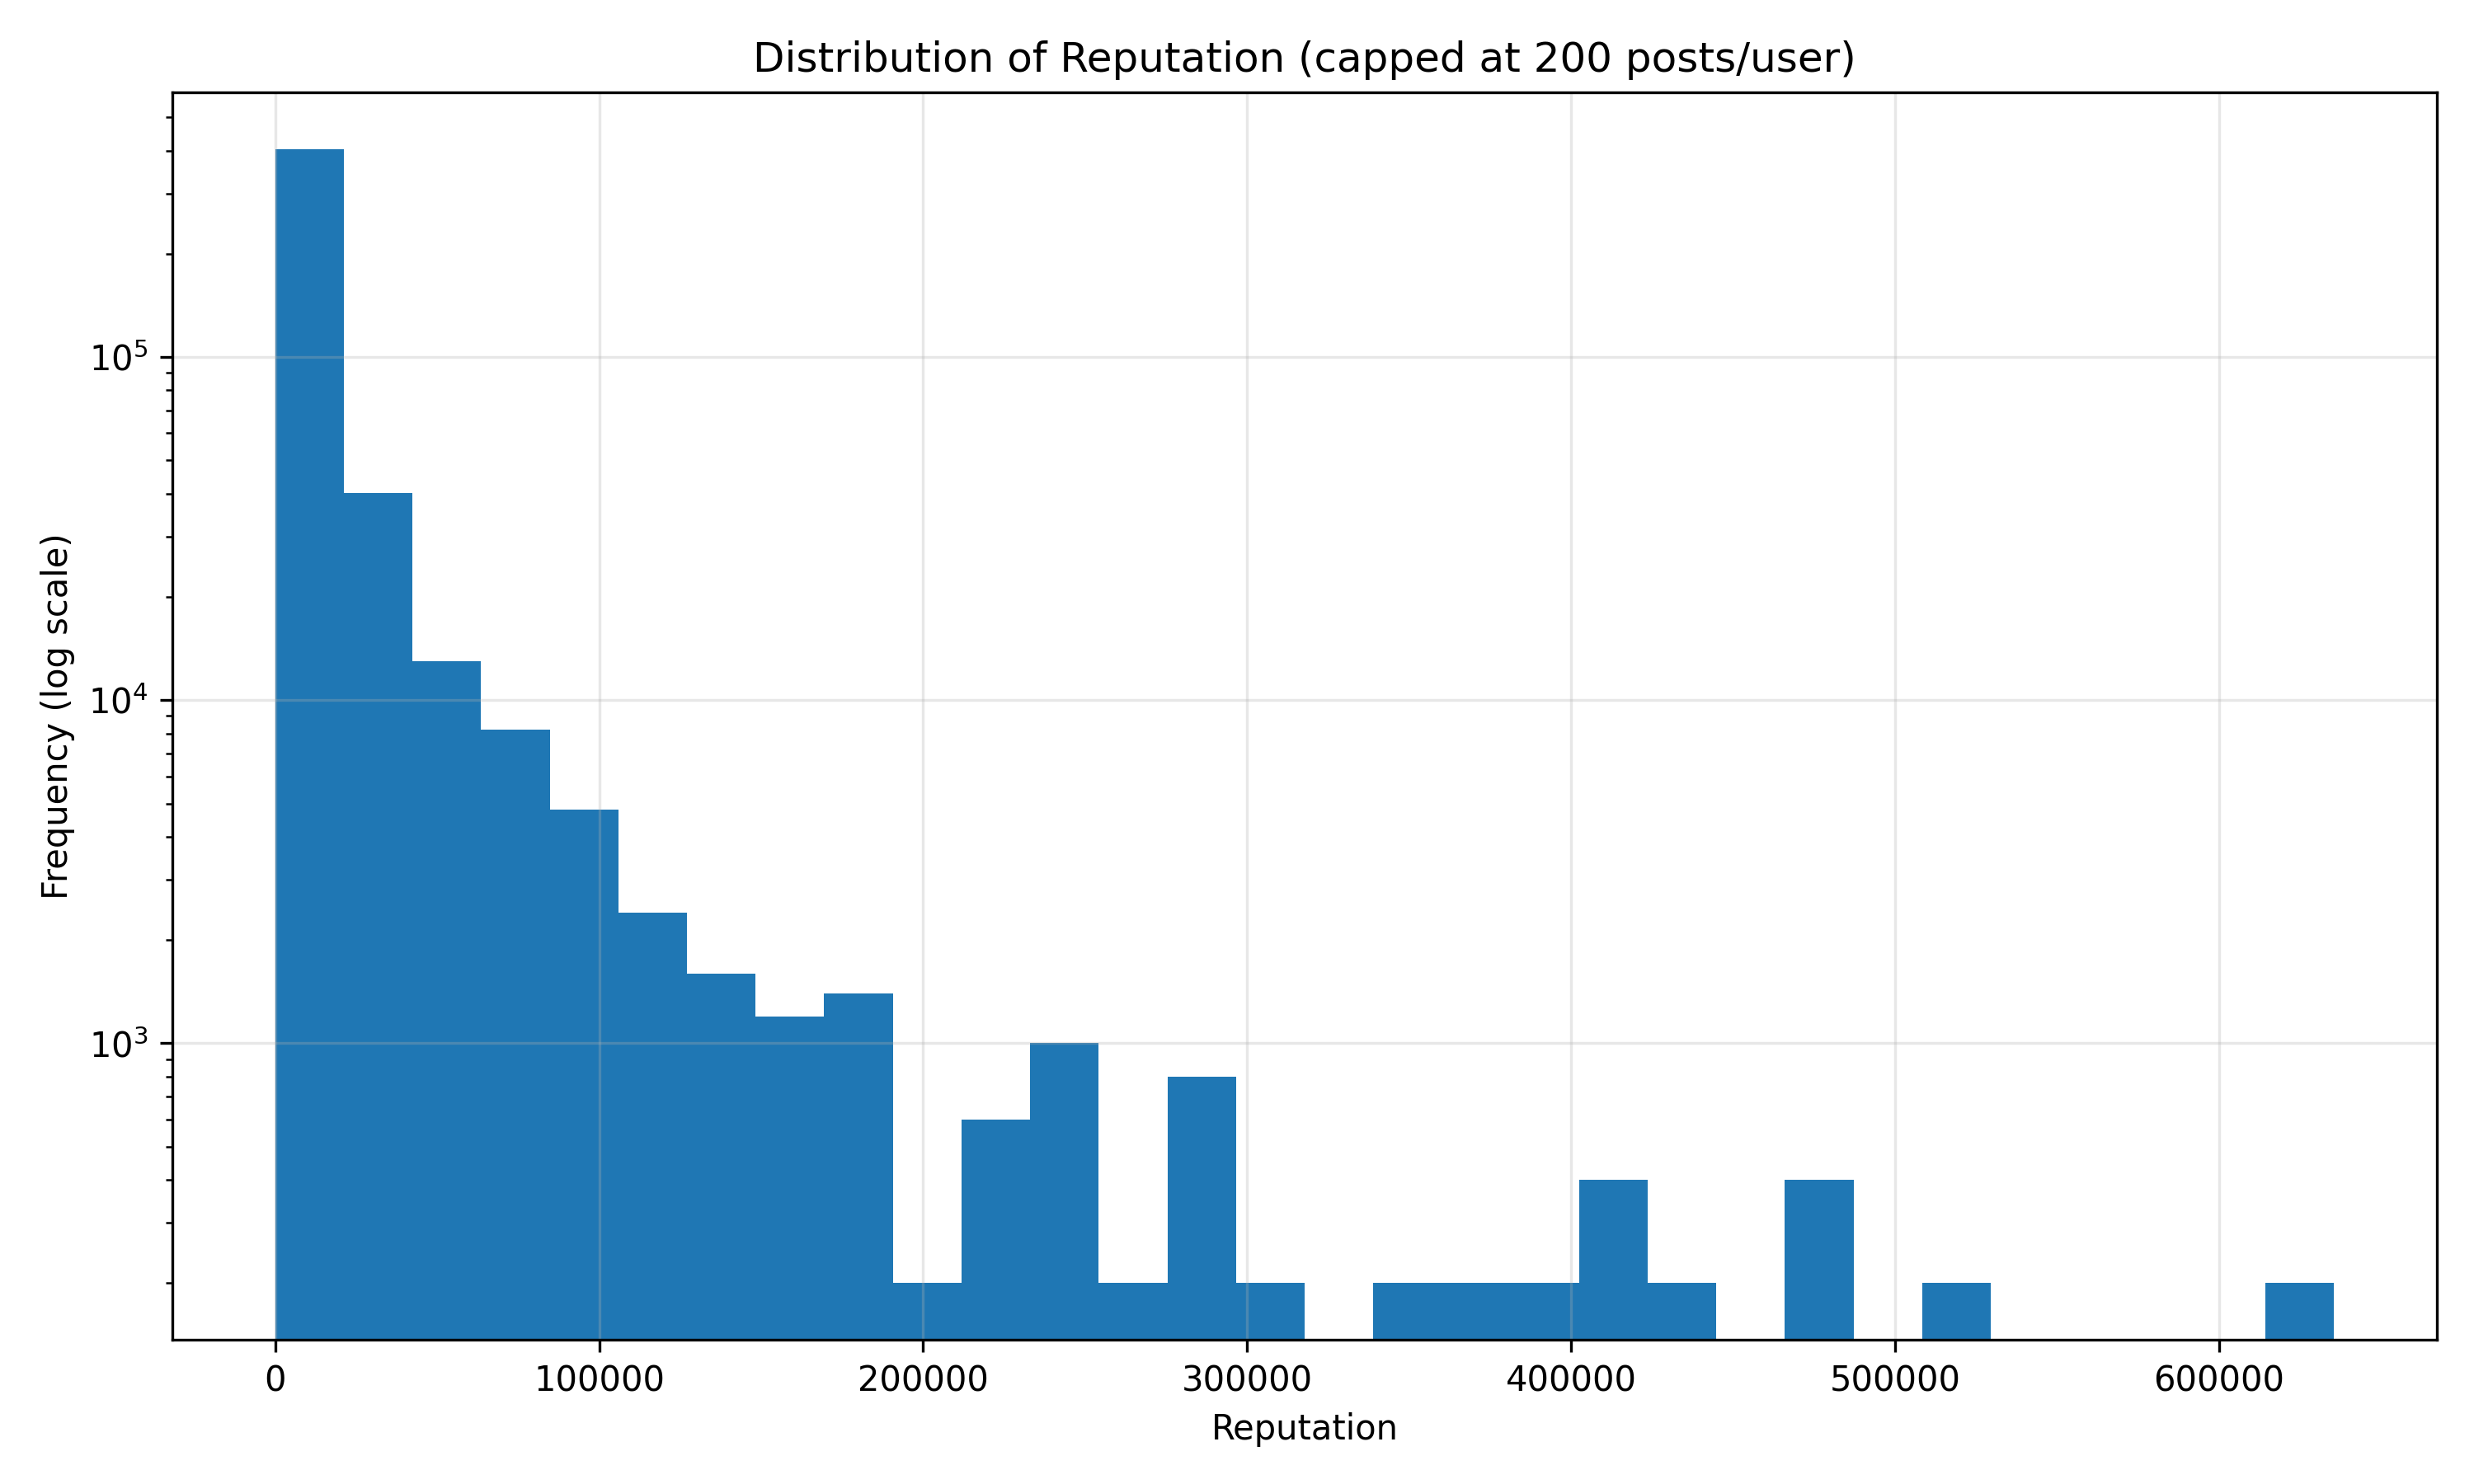 Distribution of Reputation (capped at 200 posts/user)
Frequency (log scale)
10⁵
10⁴
10³
0 100000 200000 300000 400000 500000 600000
Reputation